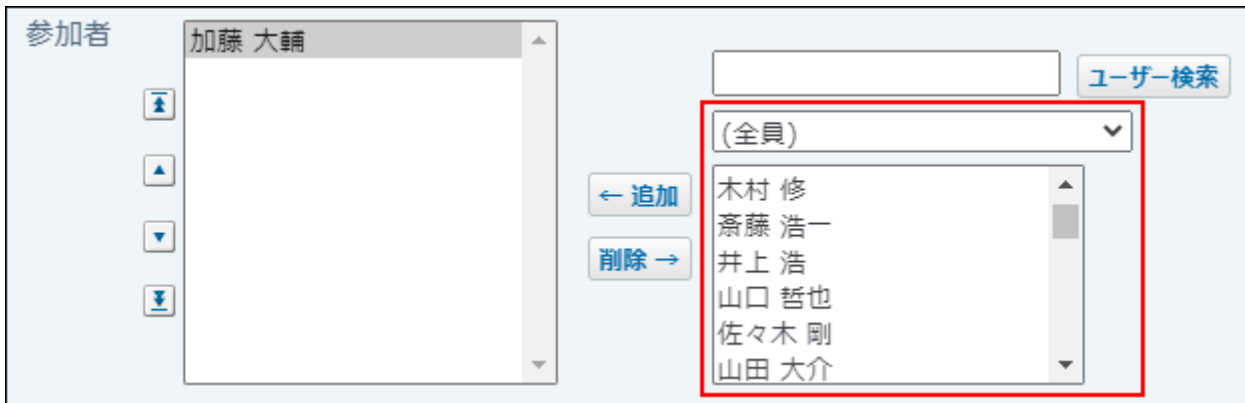 参加者
加藤 大輔
ユーザー検索
(全員)
← 追加
削除 →
木村 修
斎藤 浩一
井上 浩
山口 哲也
佐々木 剛
山田 大介